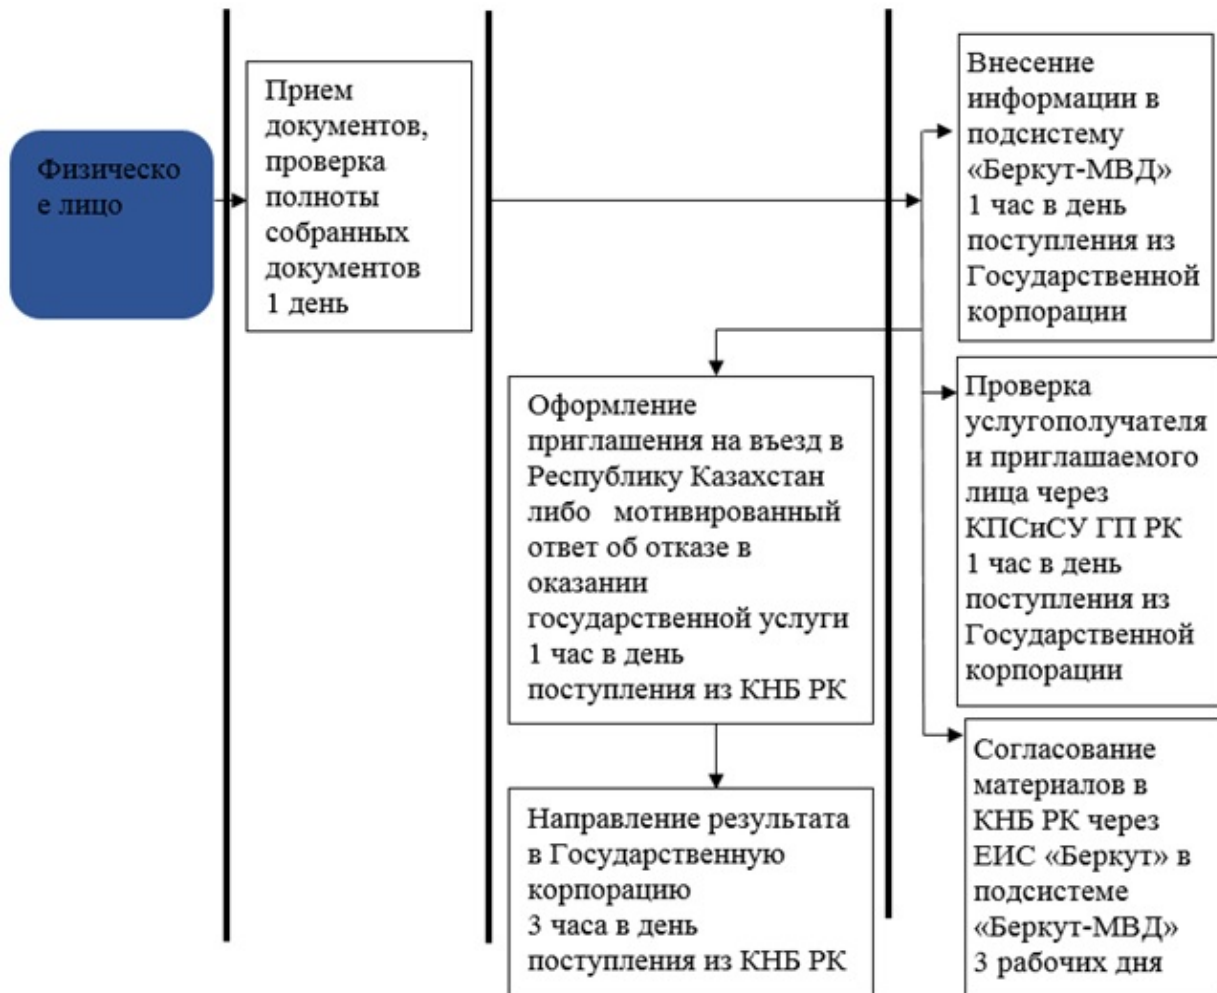 Физическо
е лицо
Прием
документов,
проверка
полноты
собранных
документов
1 день
Оформление
приглашения на въезд в
Республику Казахстан
либо мотивированный
ответ об отказе в
оказании
государственной услуги
1 час в день
поступления из КНБ РК
Направление результата
в Государственную
корпорацию
3 часа в день
поступления из КНБ РК
Внесение
информации в
подсистему
«Беркут-МВД»
1 час в день
поступления из
Государственной
корпорации
Проверка
услугополучателя
и приглашаемого
лица через
КПСиСУ ГП РК
1 час в день
поступления из
Государственной
корпорации
Согласование
материалов в
КНБ РК через
ЕИС «Беркут» в
подсистеме
«Беркут-МВД»
3 рабочих дня